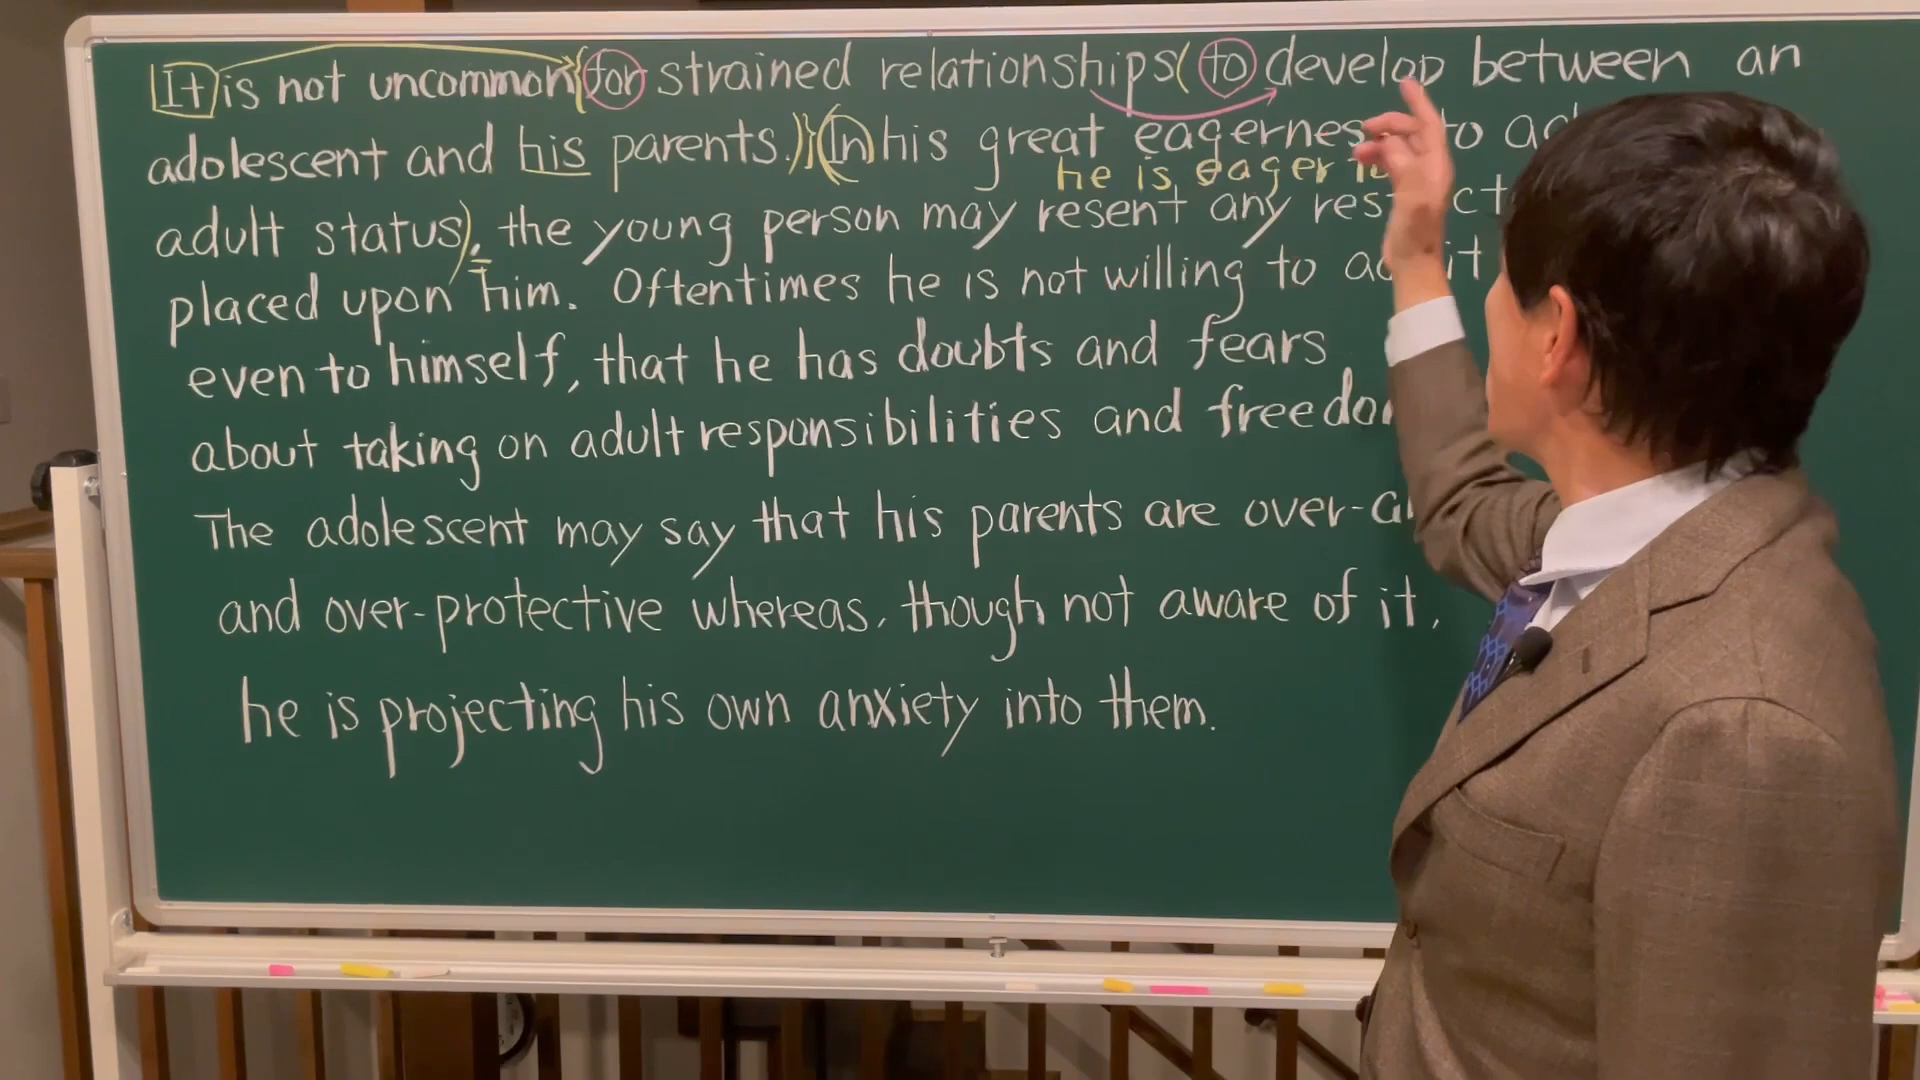 It is not uncommon for strained relationships to develop between an
adolescent and his parents. In his great eagerness to
he is eager
adult status, the young person may resent any
placed upon him. Oftentimes he is not willing to
even to himself, that he has doubts and fears
about taking on adult responsibilities and
The adolescent may say that his parents are
and over-protective whereas, though not aware of it,
he is projecting his own anxiety into them.